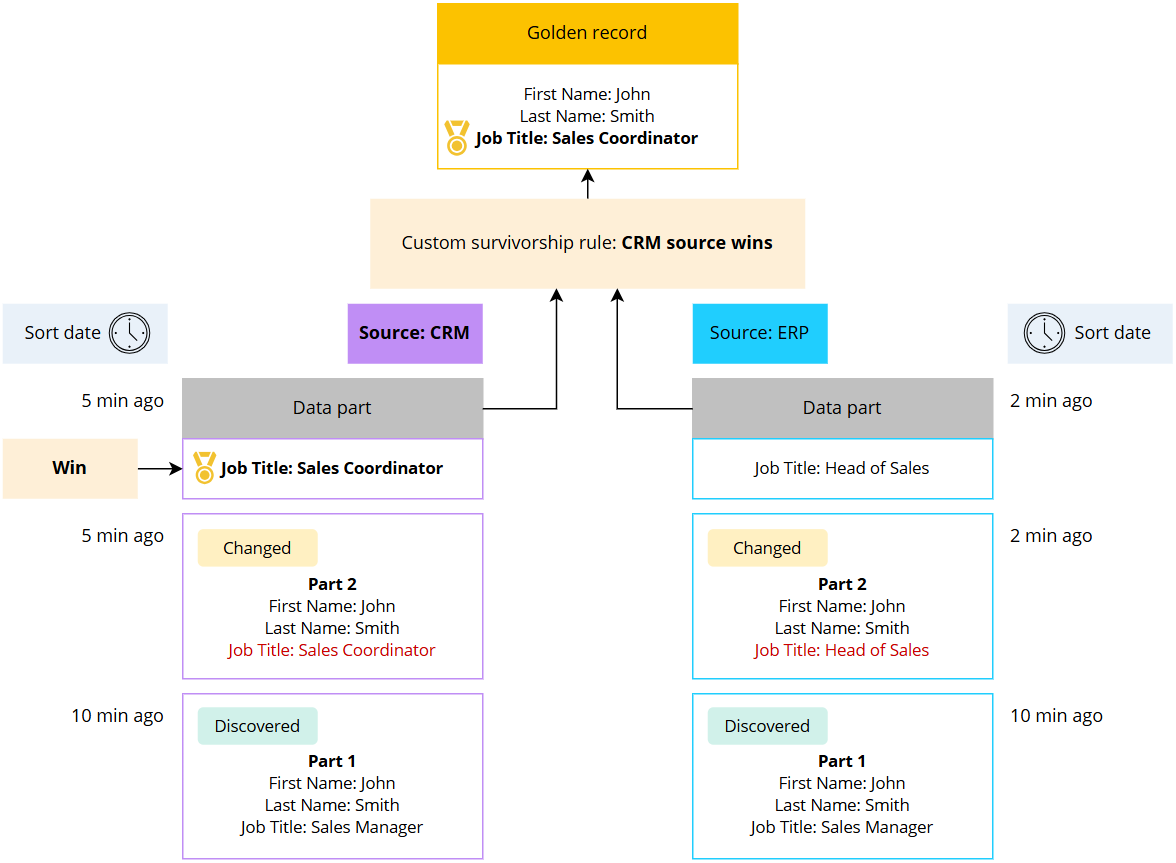 Golden record
First Name: John
Last Name: Smith
Job Title: Sales Coordinator
Custom survivorship rule: CRM source wins
Sort date
Source: CRM
Source: ERP
Sort date
5 min ago
Data part
Data part
2 min ago
Win
Job Title: Sales Coordinator
Job Title: Head of Sales
5 min ago
Changed
Part 2
First Name: John
Last Name: Smith
Job Title: Sales Coordinator
Changed
Part 2
First Name: John
Last Name: Smith
Job Title: Head of Sales
2 min ago
10 min ago
Discovered
Part 1
First Name: John
Last Name: Smith
Job Title: Sales Manager
Discovered
Part 1
First Name: John
Last Name: Smith
Job Title: Sales Manager
10 min ago